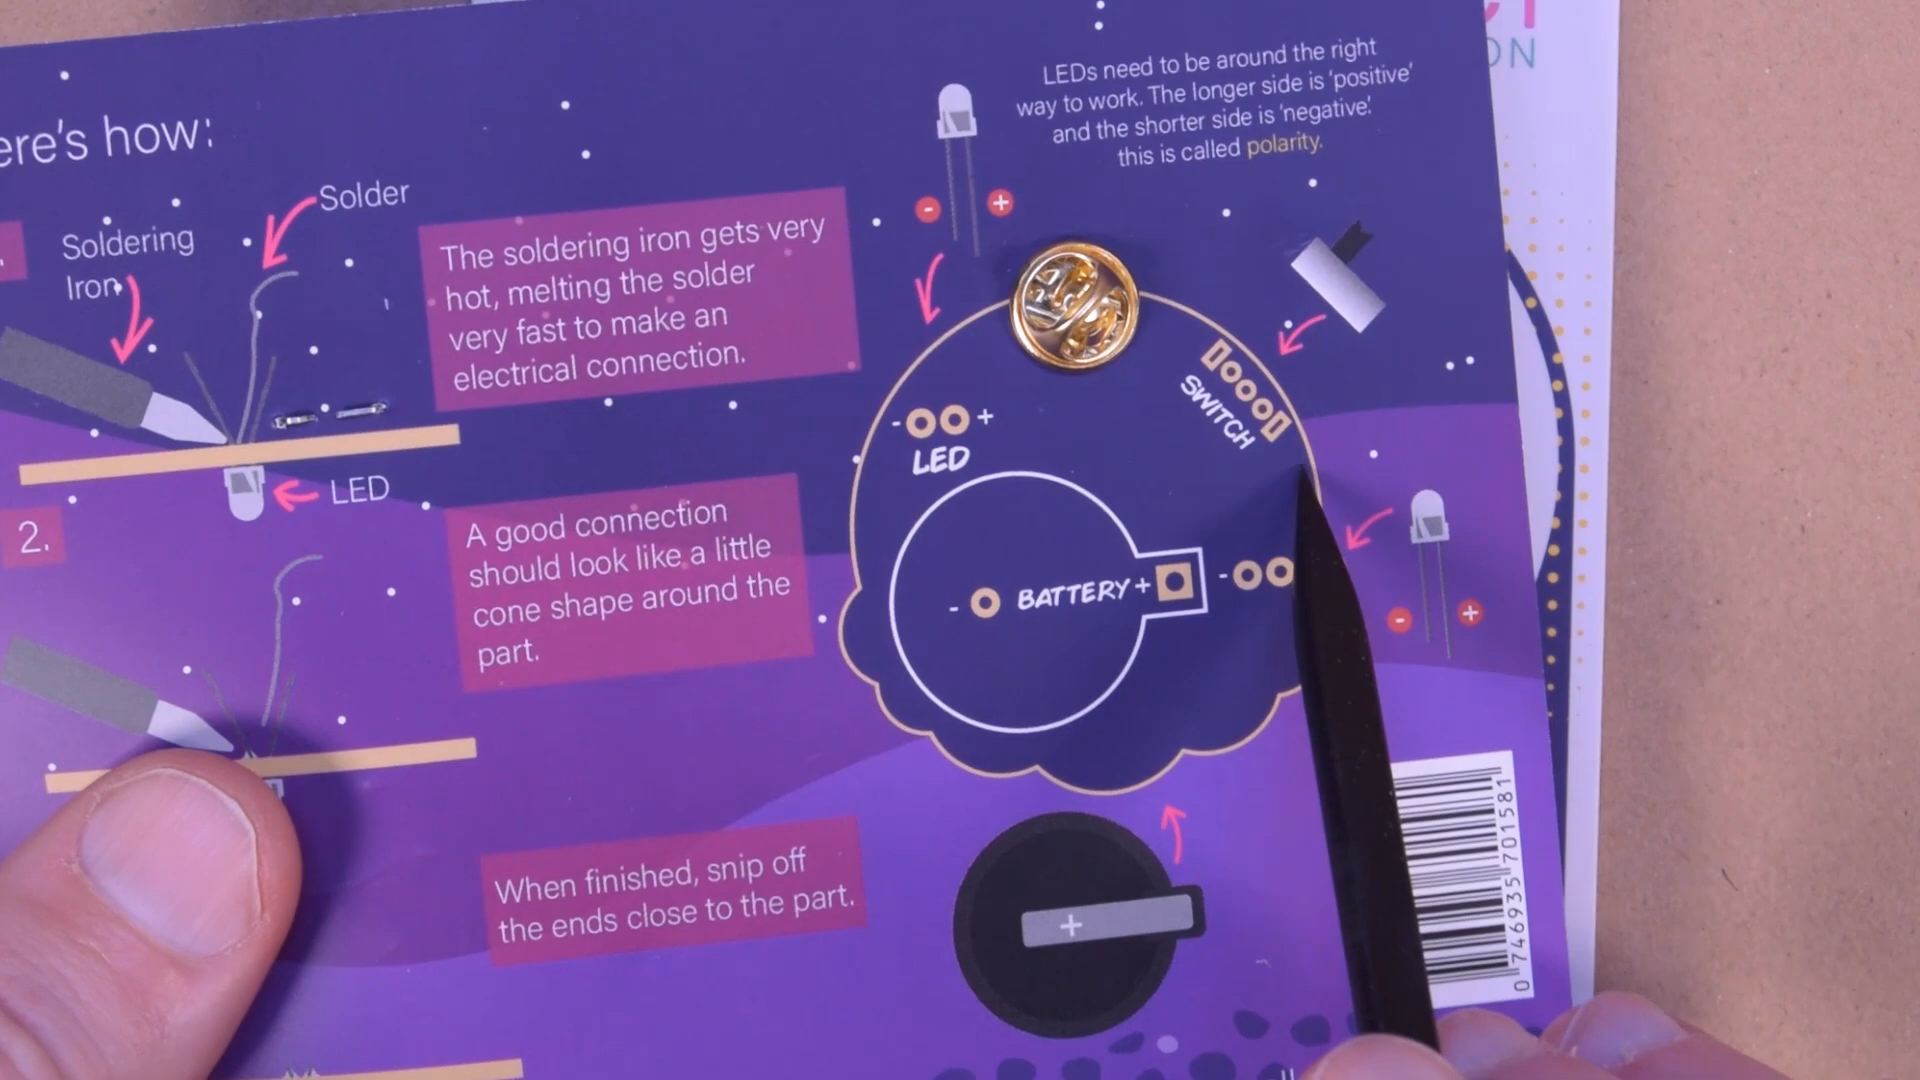 ere's how:
Solder
Soldering
Iron
LED
2.
The soldering iron gets very
hot, melting the solder
very fast to make an
electrical connection.
A good connection
should look like a little
cone shape around the
part.
When finished, snip off
the ends close to the part.
LEDs need to be around the right
way to work. The longer side is 'positive'
and the shorter side is 'negative'.
this is called polarity.
- +
- +
LED
SWITCH
- BATTERY +
-
- +
+
0 746935 701581
ON